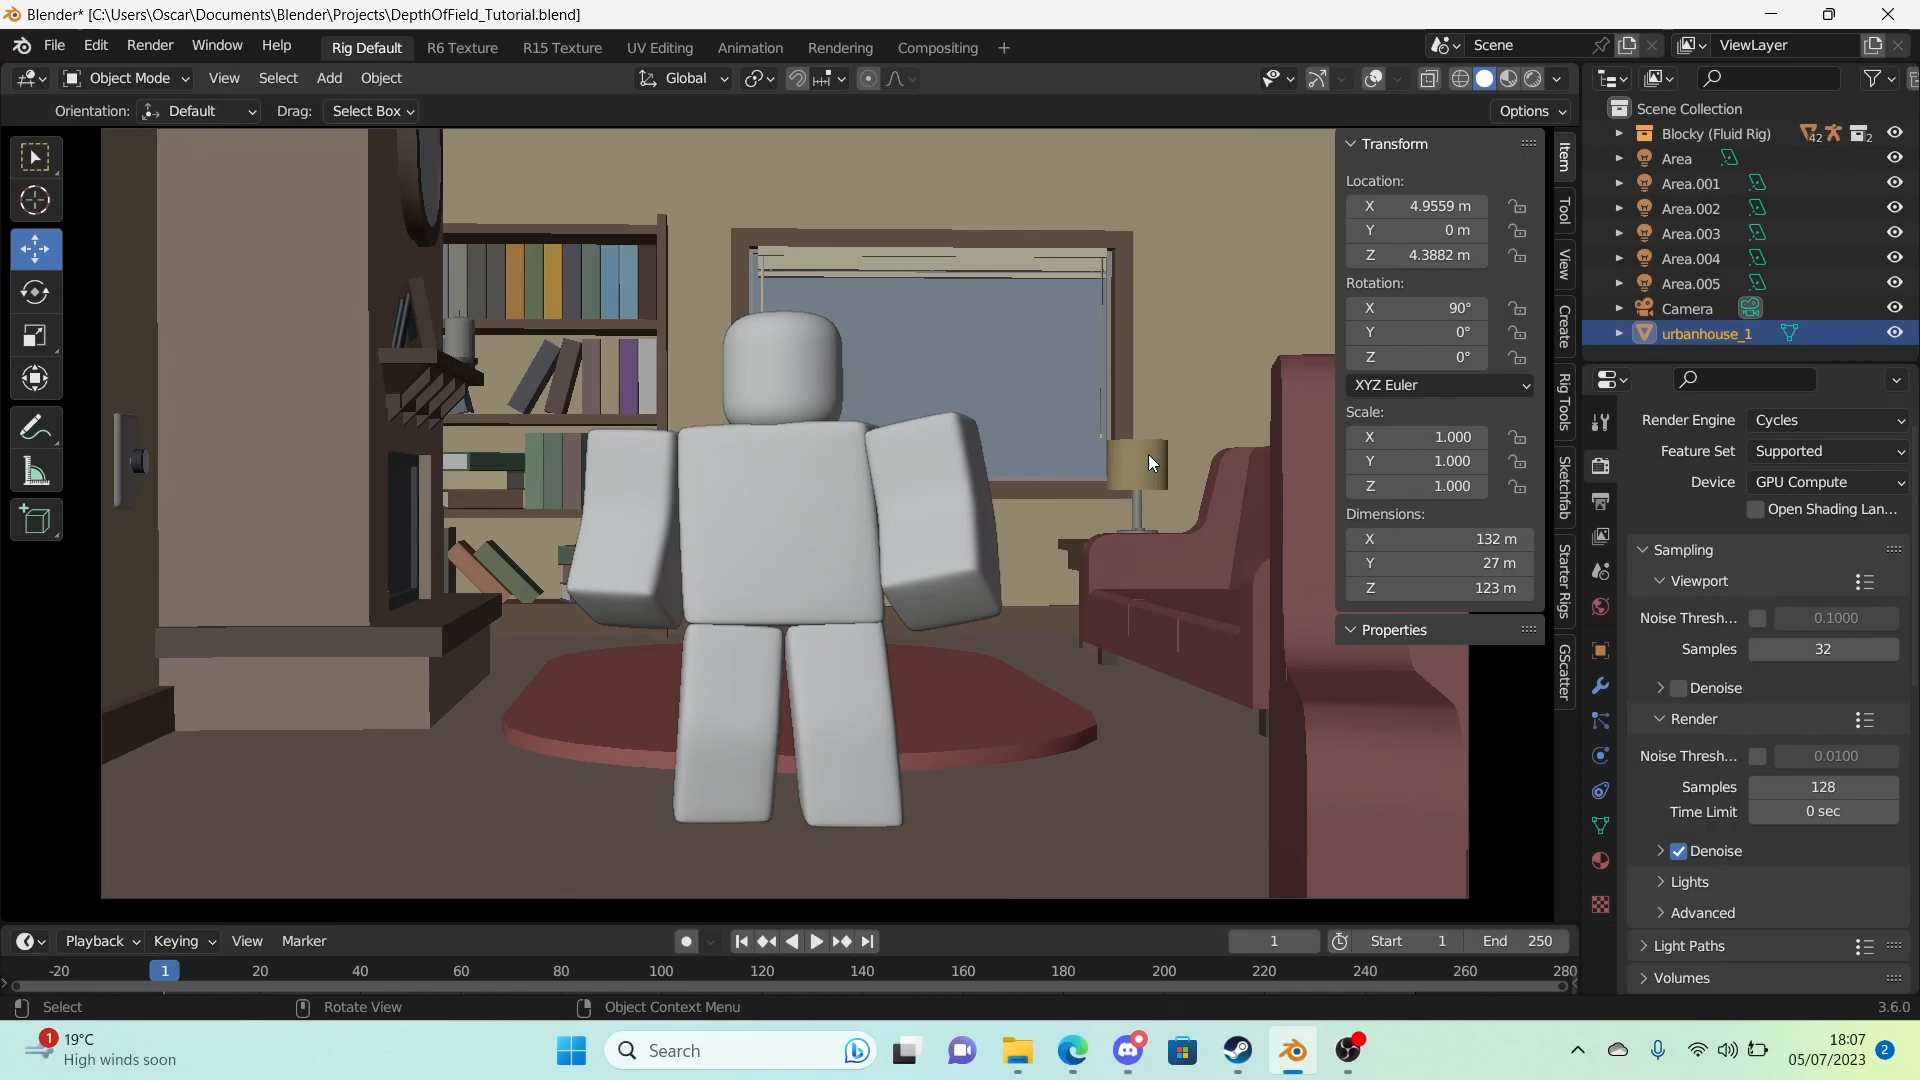 Blender* [C:\Users\Oscar\Documents\Blender\Projects\DepthOfField_Tutorial.blend]
File Edit Render Window Help Rig Default R6 Texture R15 Texture UV Editing Animation Rendering Compositing + Scene ViewLayer
Object Mode View Select Add Object Global
Orientation: Default Drag: Select Box Options
Scene Collection
Blocky (Fluid Rig) 42 2
Area
Area.001
Area.002
Area.003
Area.004
Area.005
Camera
urbanhouse_1
Transform
Location:
X 4.9559 m
Y 0 m
Z 4.3882 m
Rotation:
X 90°
Y 0°
Z 0°
XYZ Euler
Scale:
X 1.000
Y 1.000
Z 1.000
Dimensions:
X 132 m
Y 27 m
Z 123 m
Properties
Item
Tool
View
Create
Rig Tools
Sketchfab
Starter Rigs
GScatter
Render Engine Cycles
Feature Set Supported
Device GPU Compute
Open Shading Lan...
Sampling
Viewport
Noise Thresh... 0.1000
Samples 32
Denoise
Render
Noise Thresh... 0.0100
Samples 128
Time Limit 0 sec
Denoise
Lights
Advanced
Light Paths
Volumes
Playback Keying View Marker 1 Start 1 End 250
-20 1 20 40 60 80 100 120 140 160 180 200 220 240 260 280
Select Rotate View Object Context Menu 3.6.0
1 19°C
High winds soon
Search
18:07
05/07/2023 2